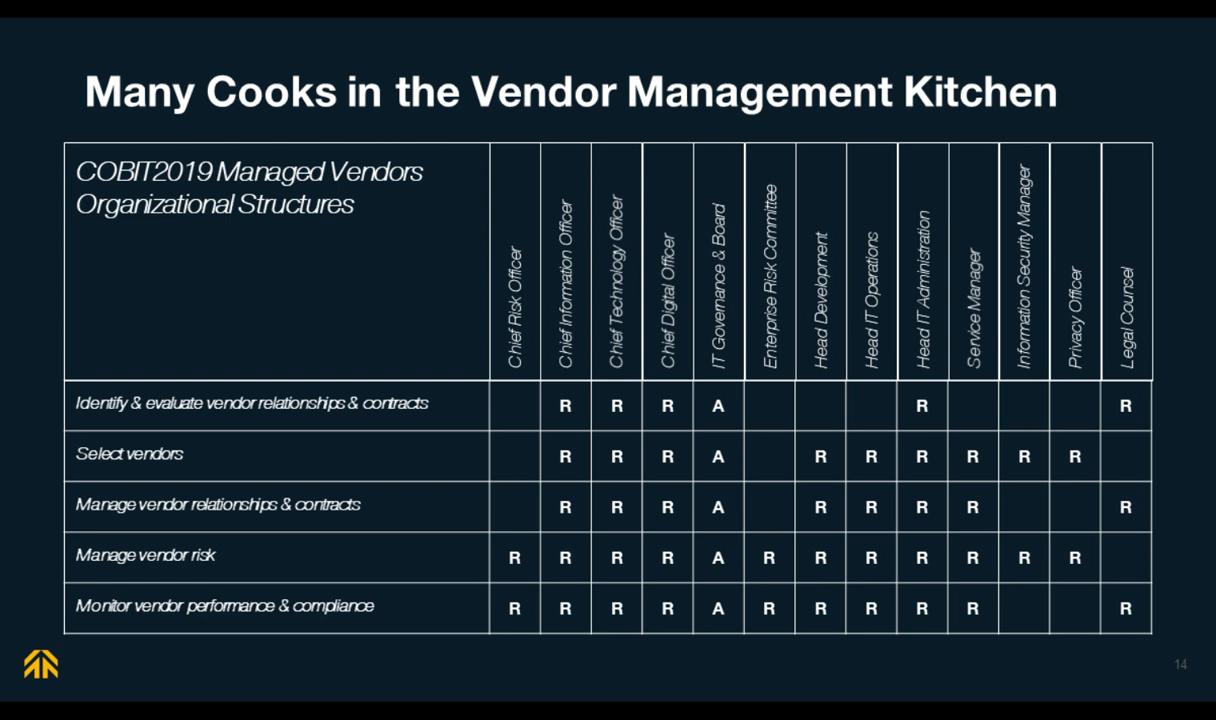 Many Cooks in the Vendor Management Kitchen
COBIT2019 Managed Vendors
Organizational Structures
Chief Risk Officer
Chief Information Officer
Chief Technology Officer
Chief Digital Officer
IT Governance & Board
Enterprise Risk Committee
Head Development
Head IT Operations
Head IT Administration
Service Manager
Information Security Manager
Privacy Officer
Legal Counsel
Identify & evaluate vendor relationships & contracts R R R A R R
Select vendors R R R A R R R R R R
Manage vendor relationships & contracts R R R A R R R R R
Manage vendor risk R R R R A R R R R R R R
Monitor vendor performance & compliance R R R R A R R R R R R
14